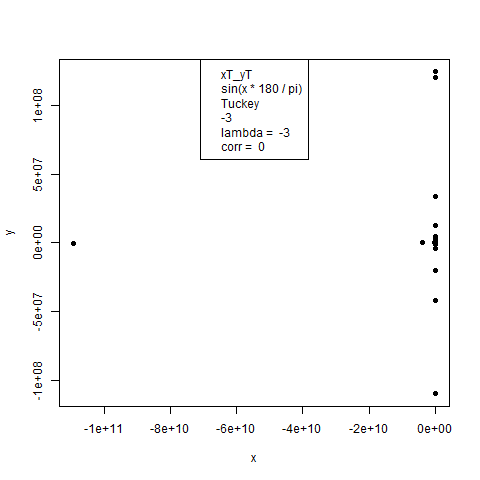 xT_yT
sin(x * 180 / pi)
Tuckey
-3
lambda = -3
corr = 0
y
1e+08
5e+07
0e+00
-5e+07
-1e+08
-1e+11
-8e+10
-6e+10
-4e+10
-2e+10
0e+00
x